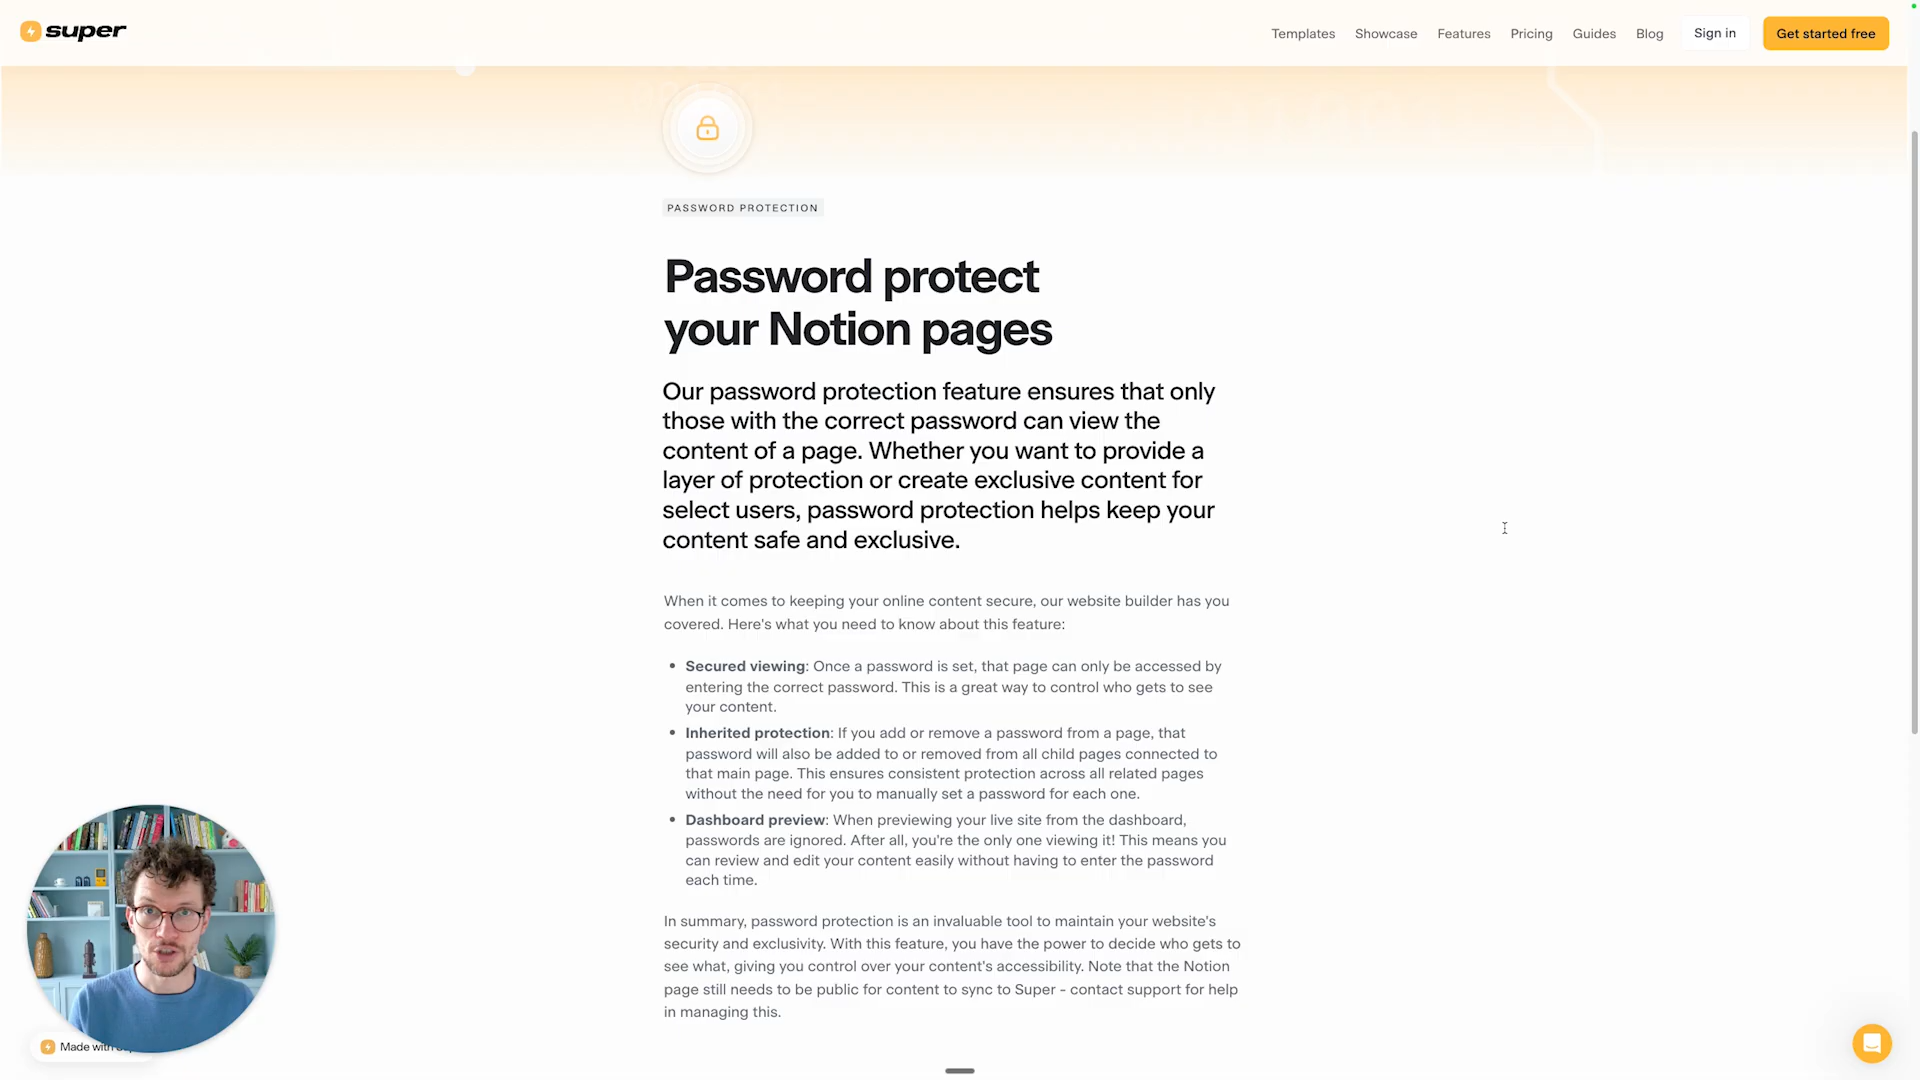 super
Templates Showcase Features Pricing Guides Blog Sign in Get started free
PASSWORD PROTECTION
Password protect
your Notion pages
Our password protection feature ensures that only
those with the correct password can view the
content of a page. Whether you want to provide a
layer of protection or create exclusive content for
select users, password protection helps keep your
content safe and exclusive.
When it comes to keeping your online content secure, our website builder has you
covered. Here's what you need to know about this feature:
• Secured viewing: Once a password is set, that page can only be accessed by
entering the correct password. This is a great way to control who gets to see
your content.
• Inherited protection: If you add or remove a password from a page, that
password will also be added to or removed from all child pages connected to
that main page. This ensures consistent protection across all related pages
without the need for you to manually set a password for each one.
• Dashboard preview: When previewing your live site from the dashboard,
passwords are ignored. After all, you're the only one viewing it! This means you
can review and edit your content easily without having to enter the password
each time.
In summary, password protection is an invaluable tool to maintain your website's
security and exclusivity. With this feature, you have the power to decide who gets to
see what, giving you control over your content's accessibility. Note that the Notion
page still needs to be public for content to sync to Super - contact support for help
in managing this.
Made with